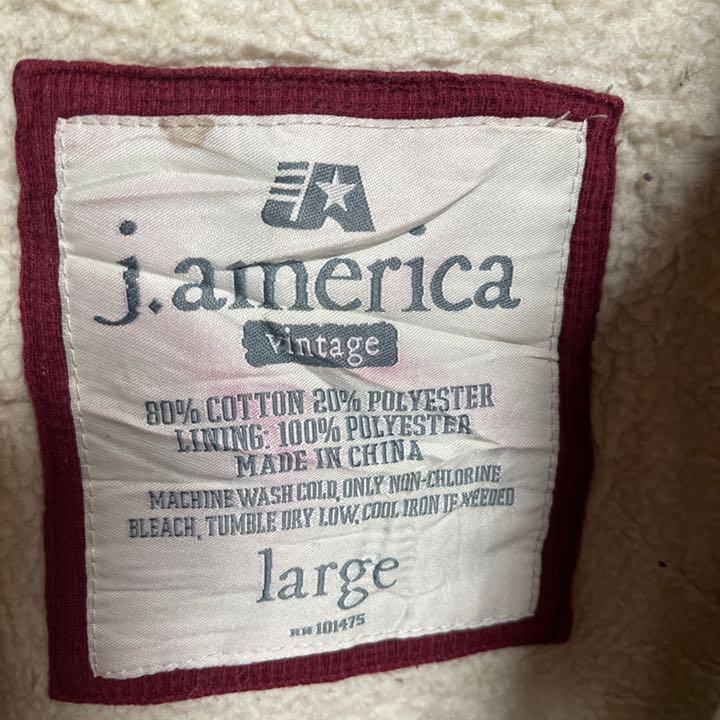 JA
j.america
vintage
80% COTTON 20% POLYESTER
LINING: 100% POLYESTER
MADE IN CHINA
MACHINE WASH COLD, ONLY NON-CHLORINE
BLEACH, TUMBLE DRY LOW, COOL IRON IF NEEDED
large
RN 101475